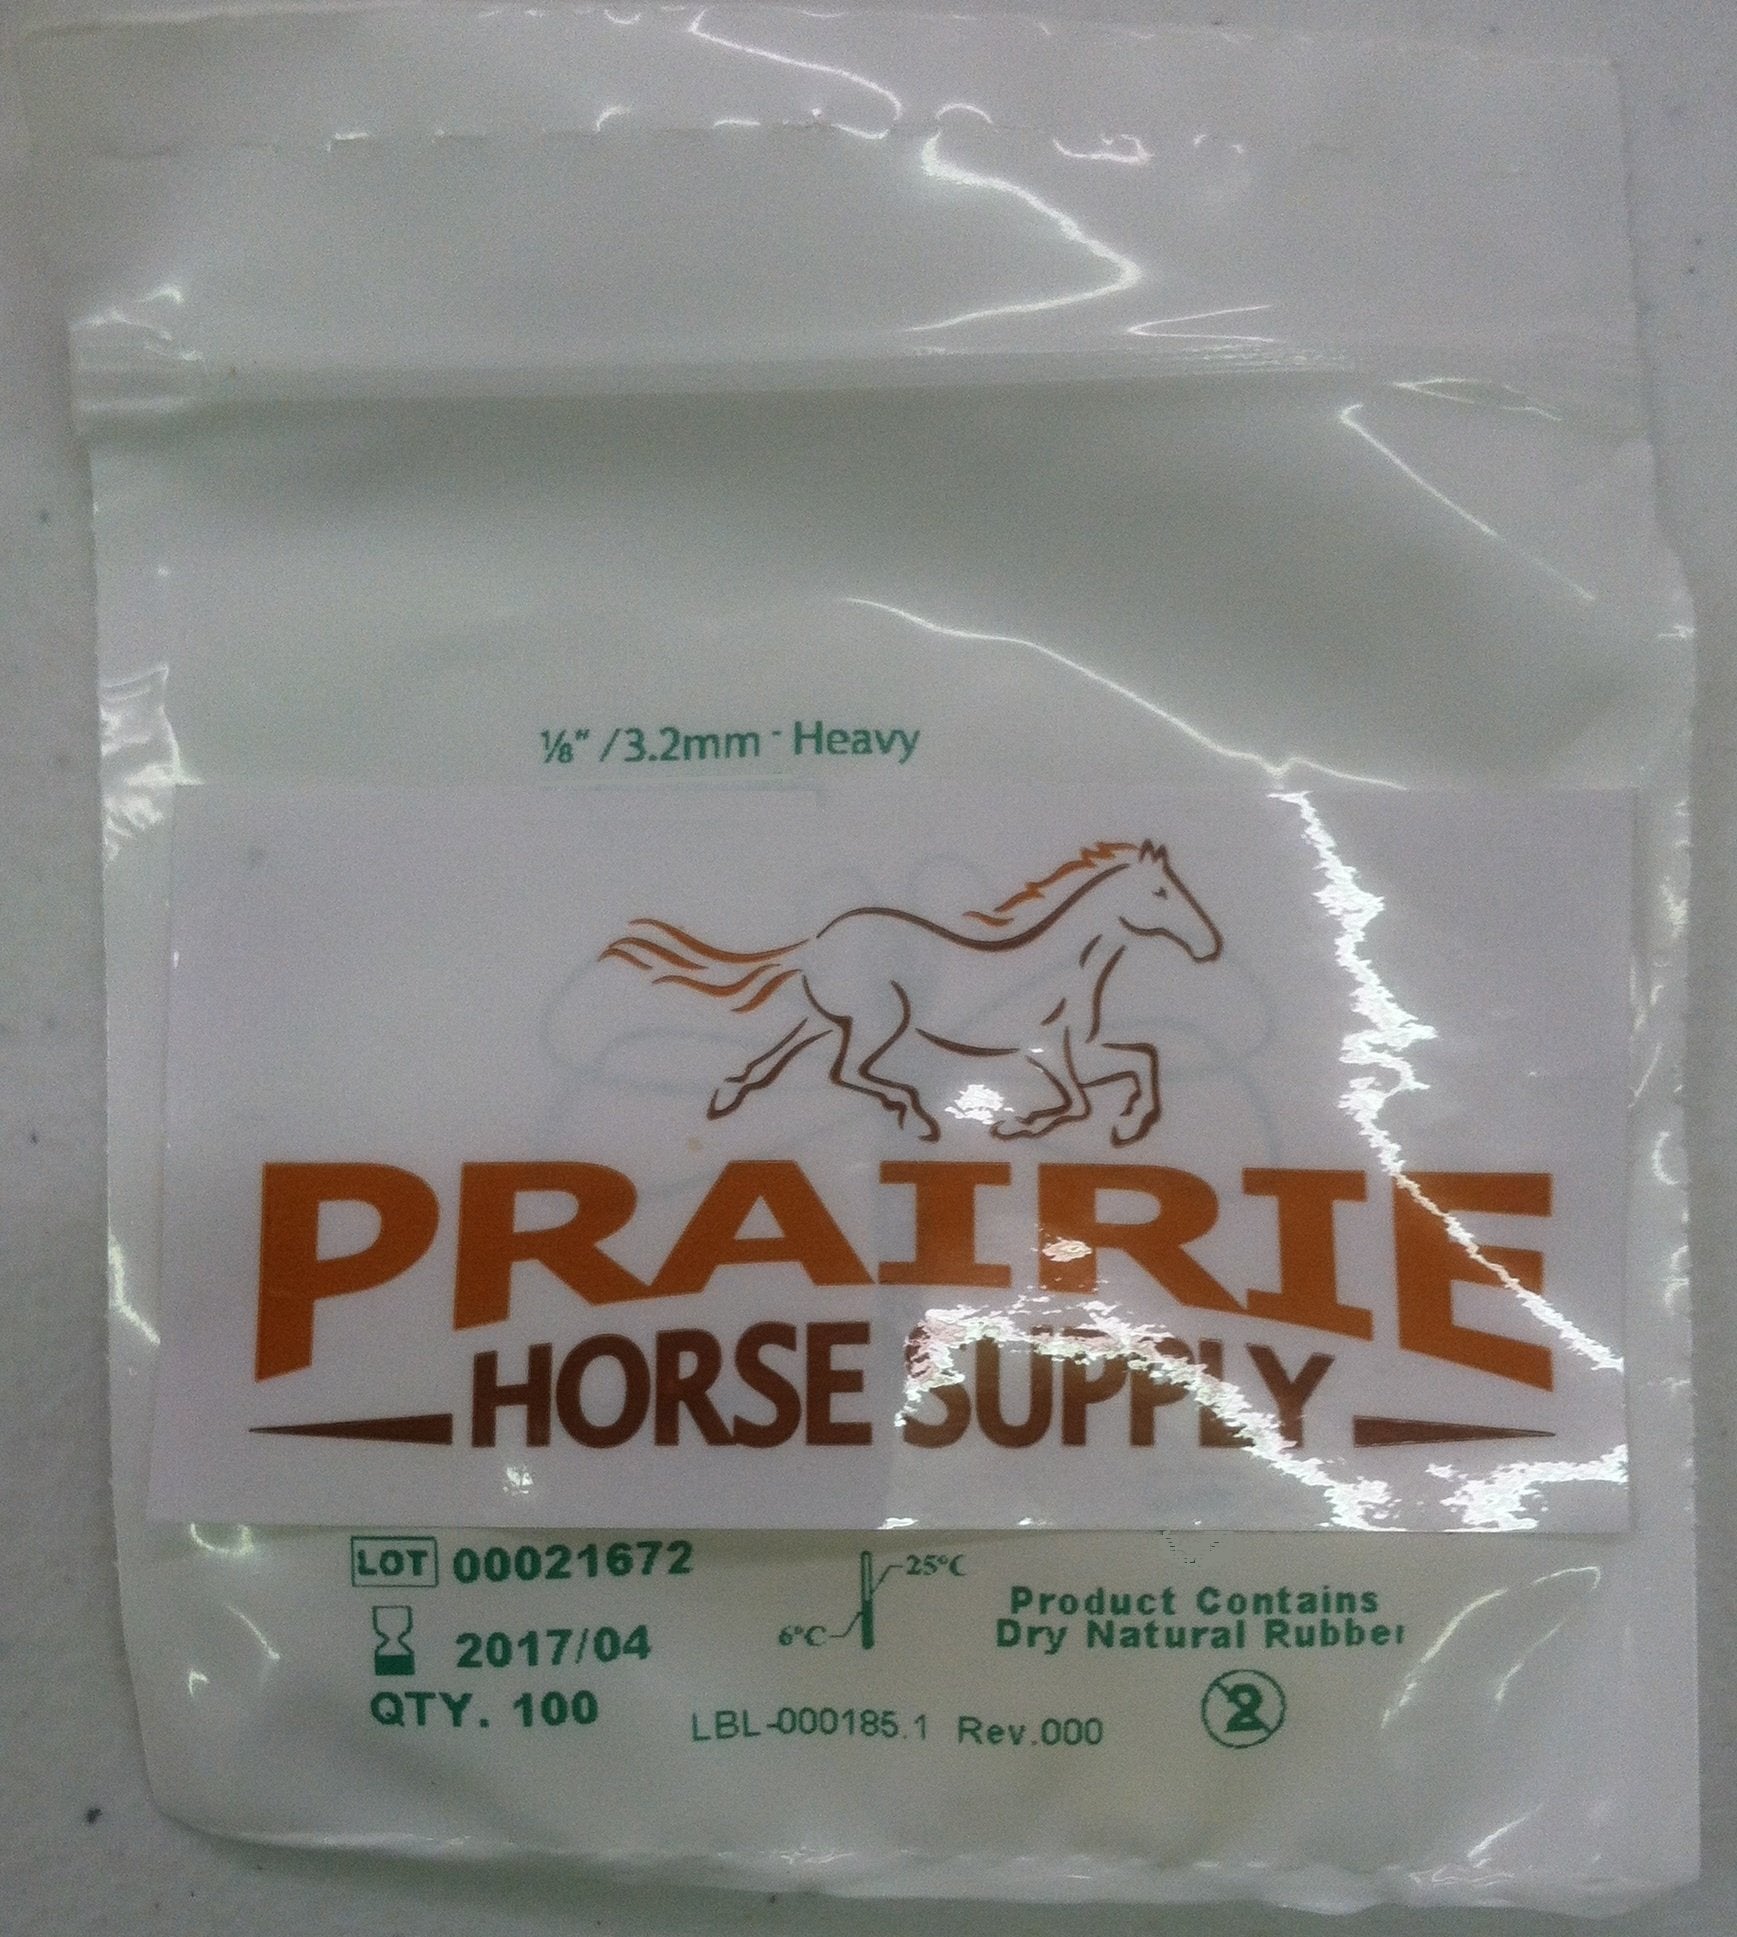 ⅛" /3.2mm - Heavy
PRAIRIE
HORSE SUPPLY
LOT 00021672
25°C
6°C
2017/04
QTY. 100
Product Contains
Dry Natural Rubber
2
LBL-000185.1 Rev.000